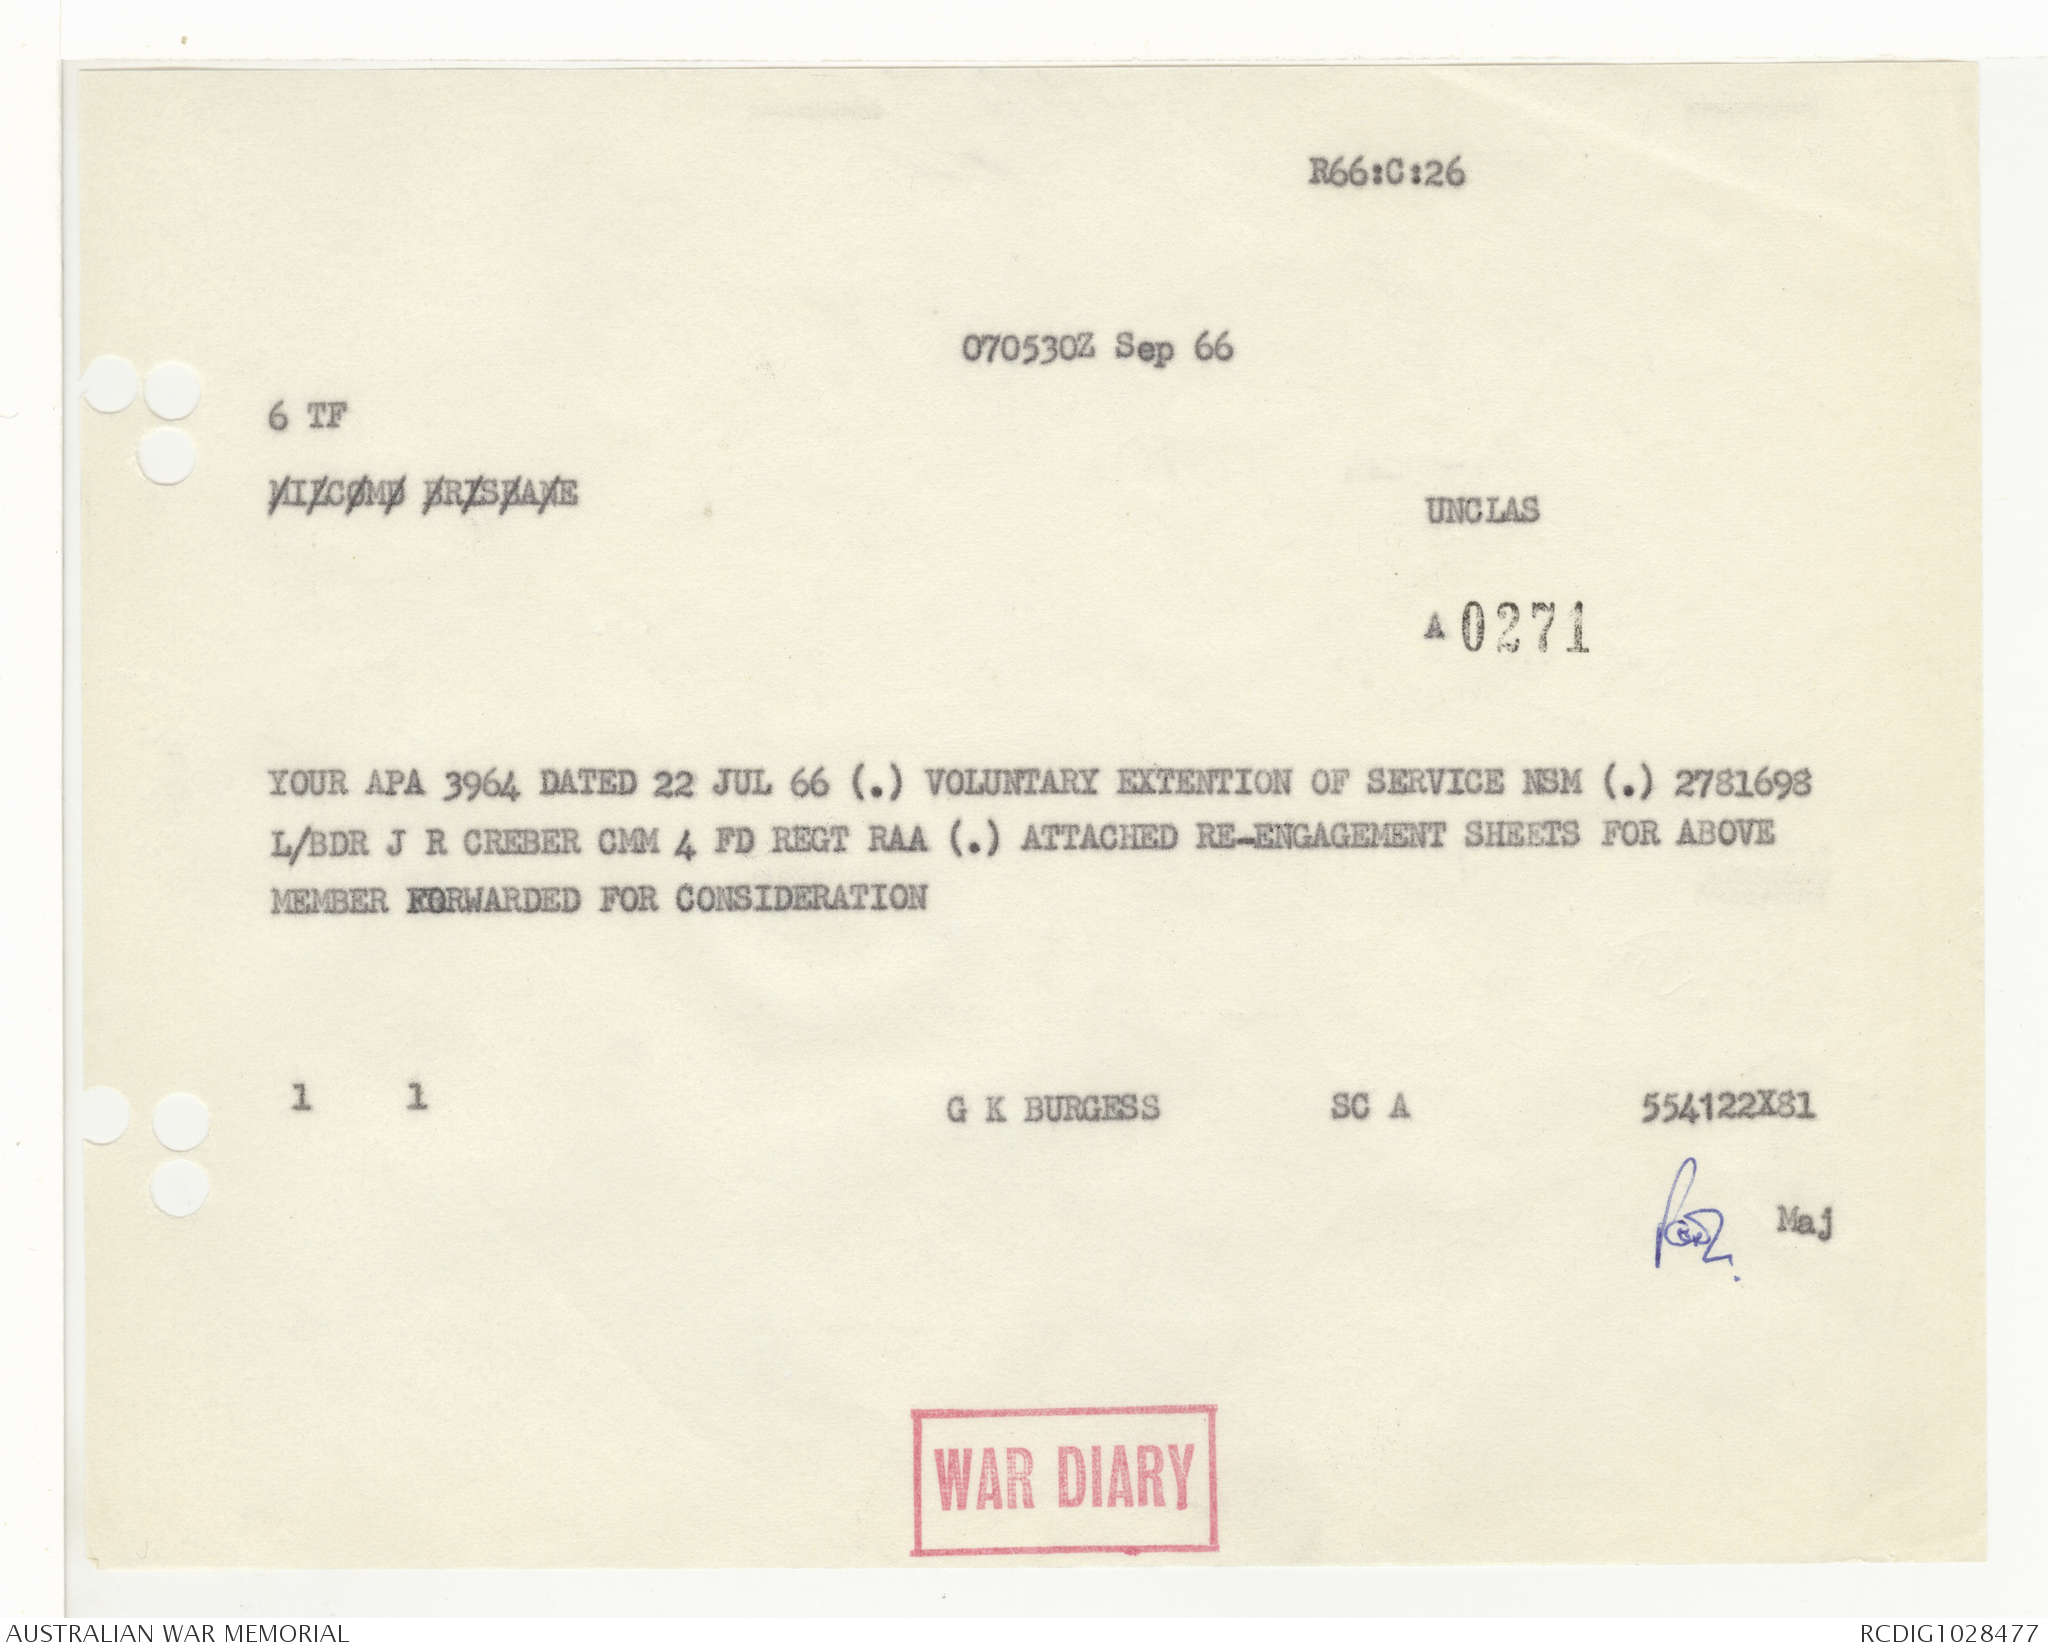 R66:C:26
070530Z Sep 66
6 TF
MILCOMD BRISBANE
UNCLAS
A 0271
YOUR APA 3964 DATED 22 JUL 66 (.) VOLUNTARY EXTENTION OF SERVICE NSM (.) 2781698
L/BDR J R CREBER CMM 4 FD REGT RAA (.) ATTACHED RE-ENGAGEMENT SHEETS FOR ABOVE
MEMBER FORWARDED FOR CONSIDERATION
1 1 G K BURGESS SC A 554122X81
Maj
WAR DIARY
AUSTRALIAN WAR MEMORIAL RCDIG1028477